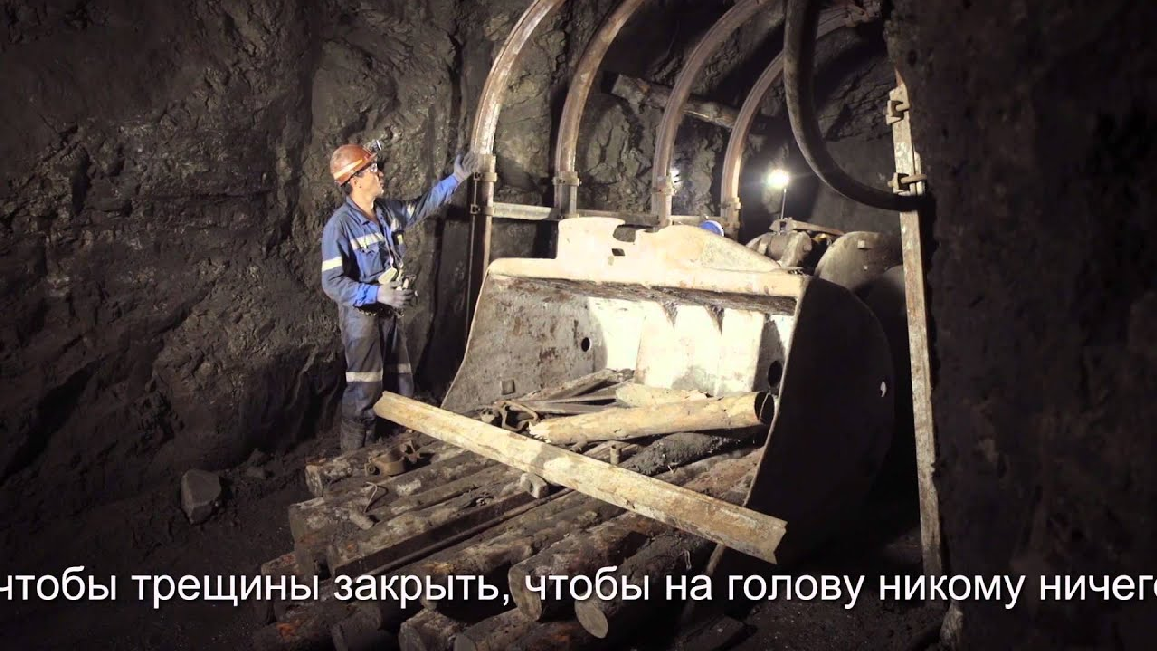 чтобы трещины закрыть, чтобы на голову никому ничего